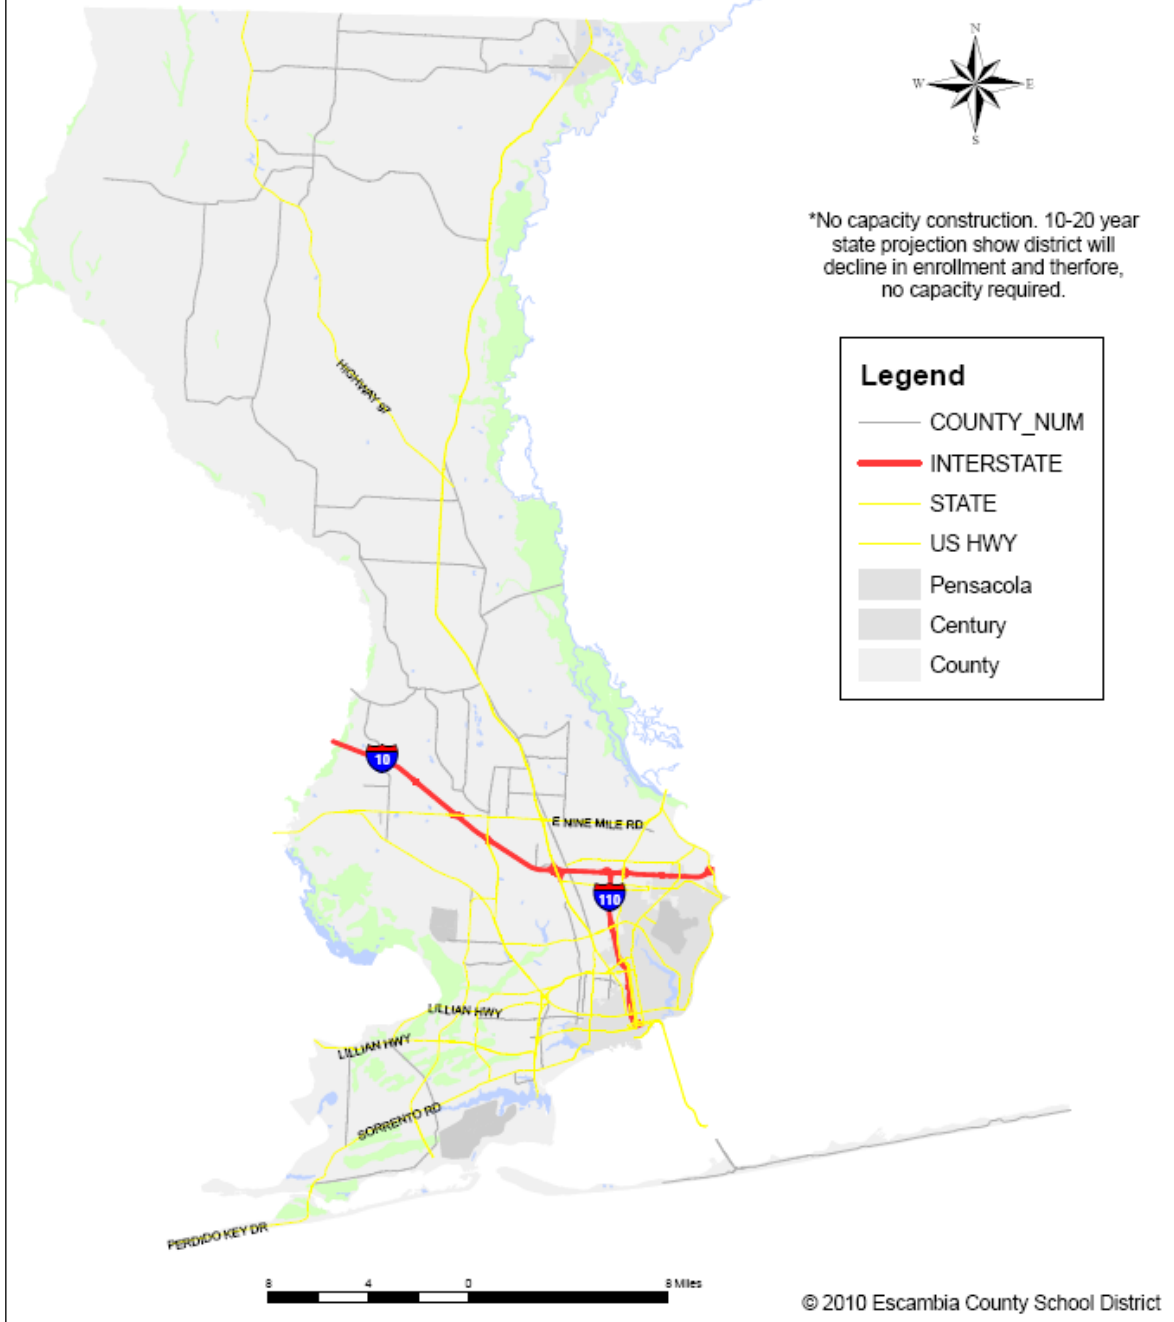 N
W
E
S
*No capacity construction. 10-20 year
state projection show district will
decline in enrollment and therfore,
no capacity required.
Legend
COUNTY_NUM
INTERSTATE
STATE
US HWY
Pensacola
Century
County
HIGHWAY 97
10
E NINE MILE RD
110
LILLIAN HWY
LILLIAN HWY
SORRENTO RD
PERDIDO KEY DR
8 4 0 8 Miles
© 2010 Escambia County School District